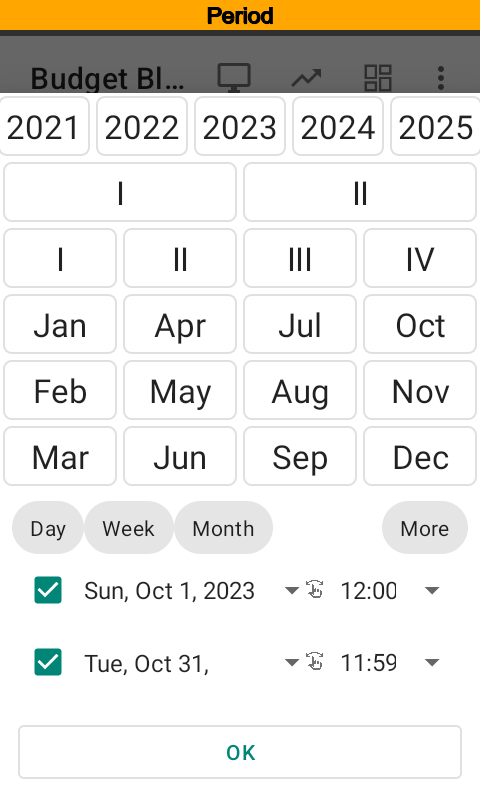 Period
Budget Bl...
2021 2022 2023 2024 2025
I II
I II III IV
Jan Apr Jul Oct
Feb May Aug Nov
Mar Jun Sep Dec
Day Week Month More
Sun, Oct 1, 2023 12:00
Tue, Oct 31, 11:59
OK